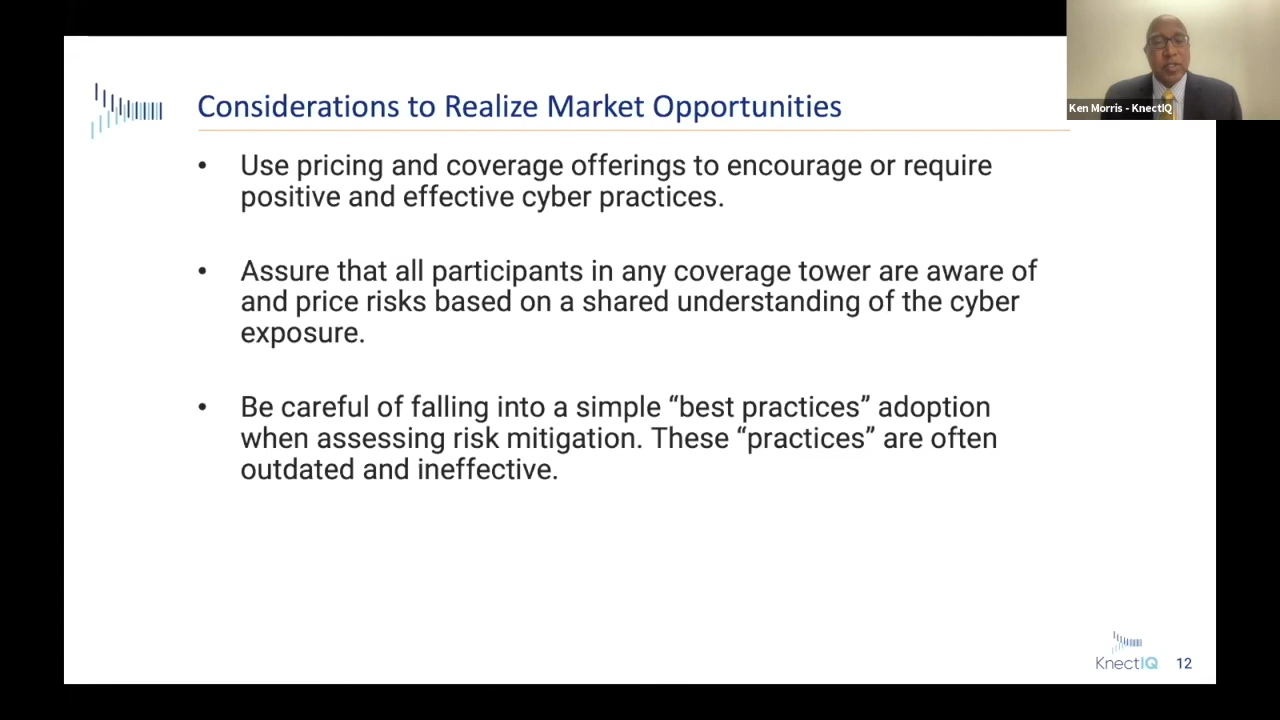 Considerations to Realize Market Opportunities
Ken Morris - KnectIQ
• Use pricing and coverage offerings to encourage or require
positive and effective cyber practices.
• Assure that all participants in any coverage tower are aware of
and price risks based on a shared understanding of the cyber
exposure.
• Be careful of falling into a simple “best practices” adoption
when assessing risk mitigation. These “practices” are often
outdated and ineffective.
KnectIQ 12